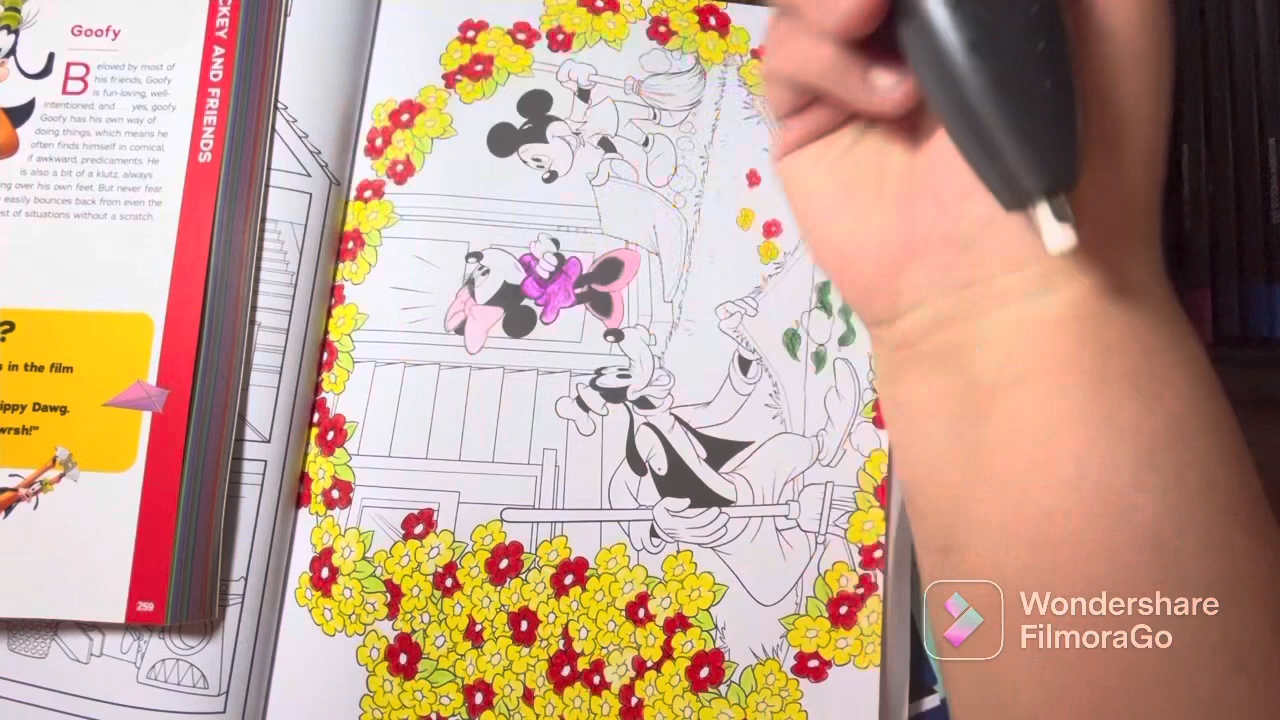 Goofy
Beloved by most of
his friends, Goofy
is fun-loving, well-
intentioned, and . . . yes, goofy.
Goofy has his own way of
doing things, which means he
often finds himself in comical,
if awkward, predicaments. He
is also a bit of a klutz, always
ng over his own feet. But never fear.
easily bounces back from even the
st of situations without a scratch.
?
s in the film
ippy Dawg.
wrsh!"
259
CKEY AND FRIENDS
Wondershare
FilmoraGo